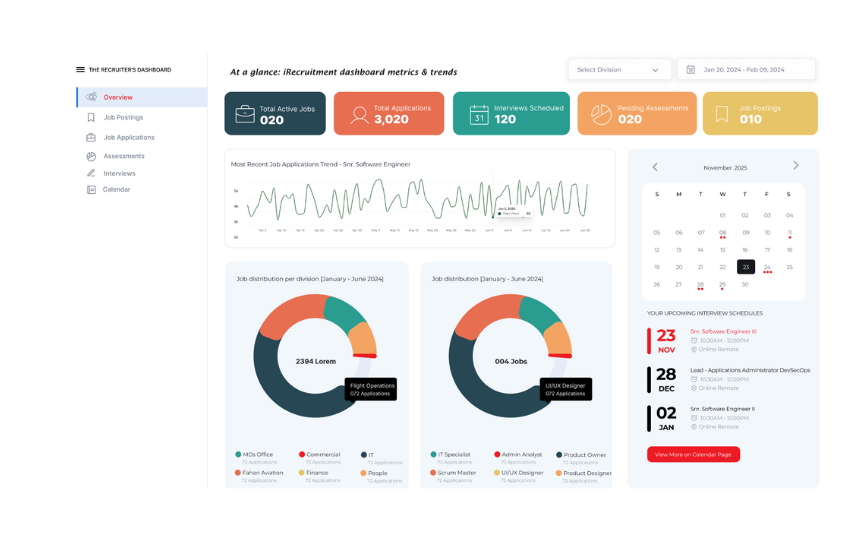 THE RECRUITER'S DASHBOARD
Overview
Job Postings
Job Applications
Assessments
Interviews
Calendar
At a glance: iRecruitment dashboard metrics & trends
Select Division
Jan 20, 2024 - Feb 09, 2024
Total Active Jobs
020
Total Applications
3,020
Interviews Scheduled
31
120
Pending Assessments
020
Job Postings
010
Most Recent Job Applications Trend - Snr. Software Engineer
Job distribution per division [January - June 2024]
2394 Lorem
Flight Operations
072 Applications
MDs Office
72 Applications
Commercial
72 Applications
IT
72 Applications
Fahari Aviation
72 Applications
Finance
72 Applications
People
72 Applications
Job distribution [January - June 2024]
004 Jobs
UI/UX Designer
072 Applications
IT Specialist
72 Applications
Admin Analyst
72 Applications
Product Owner
72 Applications
Scrum Master
72 Applications
UI/UX Designer
72 Applications
Product Designer
72 Applications
November 2025
S M T W T F S
01 02 03 04
05 06 07 08 09 10 11
12 13 14 15 16 17 18
19 20 21 22 23 24 25
26 27 28 29 30
YOUR UPCOMING INTERVIEW SCHEDULES
23
NOV
Snr. Software Engineer III
10:30AM - 12:00PM
Online Remote
28
DEC
Lead - Applications Administrator DevSecOps
10:30AM - 12:00PM
Online Remote
02
JAN
Snr. Software Engineer II
10:30AM - 12:00PM
Online Remote
View More on Calendar Page